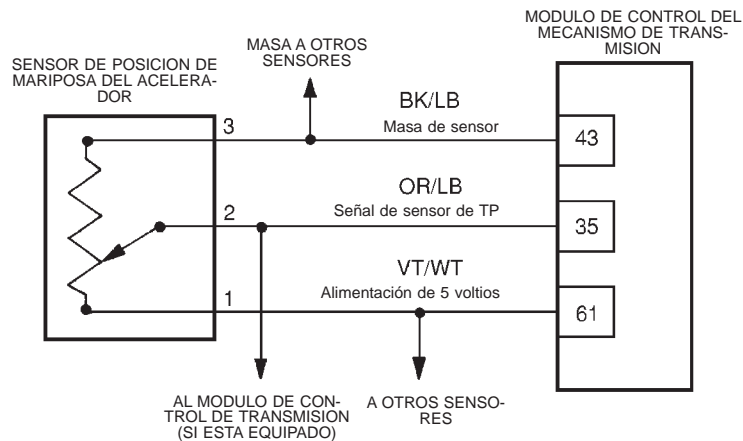 MODULO DE CONTROL DEL
MECANISMO DE TRANS-
MISION
MASA A OTROS
SENSORES
SENSOR DE POSICION DE
MARIPOSA DEL ACELERA-
DOR
3
BK/LB
Masa de sensor
43
2
OR/LB
Señal de sensor de TP
35
1
VT/WT
Alimentación de 5 voltios
61
AL MODULO DE CON-
TROL DE TRANSMISION
(SI ESTA EQUIPADO)
A OTROS SENSO-
RES